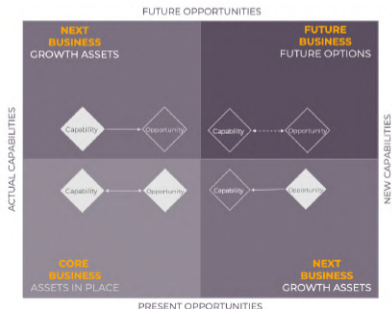 FUTURE OPPORTUNITIES
NEXT
BUSINESS
GROWTH ASSETS
FUTURE
BUSINESS
FUTURE OPTIONS
ACTUAL CAPABILITIES
NEW CAPABILITIES
Capability
Opportunity
Capability
Opportunity
Capability
Opportunity
Capability
Opportunity
CORE
BUSINESS
ASSETS IN PLACE
NEXT
BUSINESS
GROWTH ASSETS
PRESENT OPPORTUNITIES